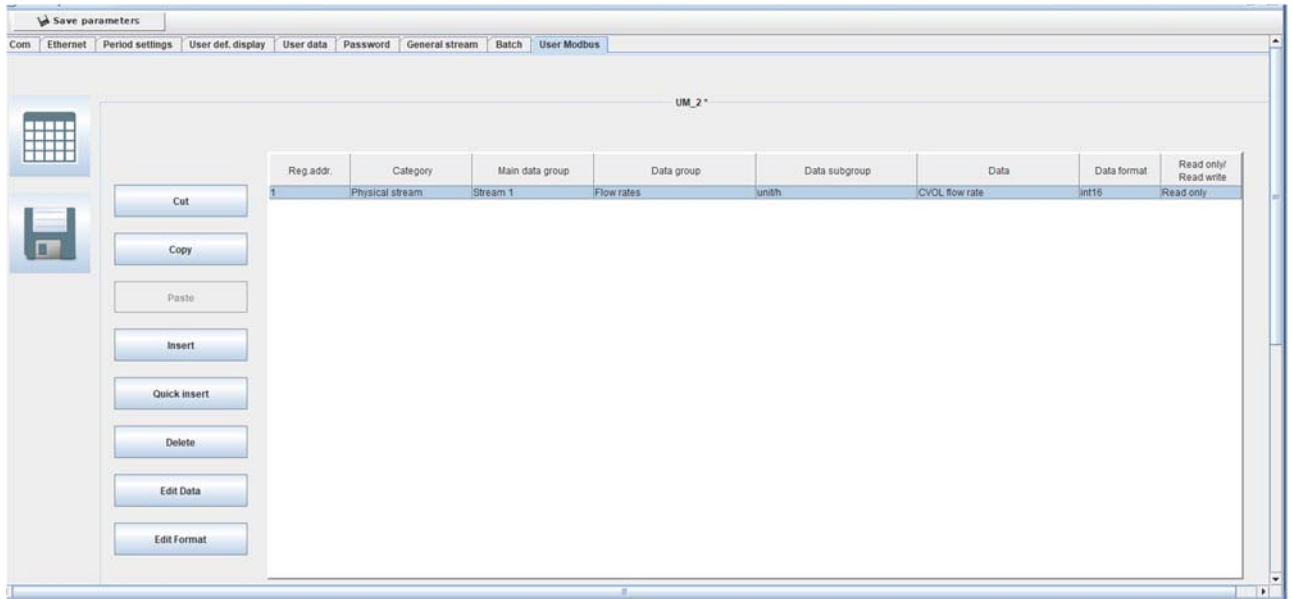 Save parameters
Com Ethernet Period settings User def. display User data Password General stream Batch User Modbus
UM_2 *
Reg.addr. Category Main data group Data group Data subgroup Data Data format Read only/
Read write
1 Physical stream Stream 1 Flow rates unit/h CVOL flow rate int16 Read only
Cut
Copy
Paste
Insert
Quick insert
Delete
Edit Data
Edit Format